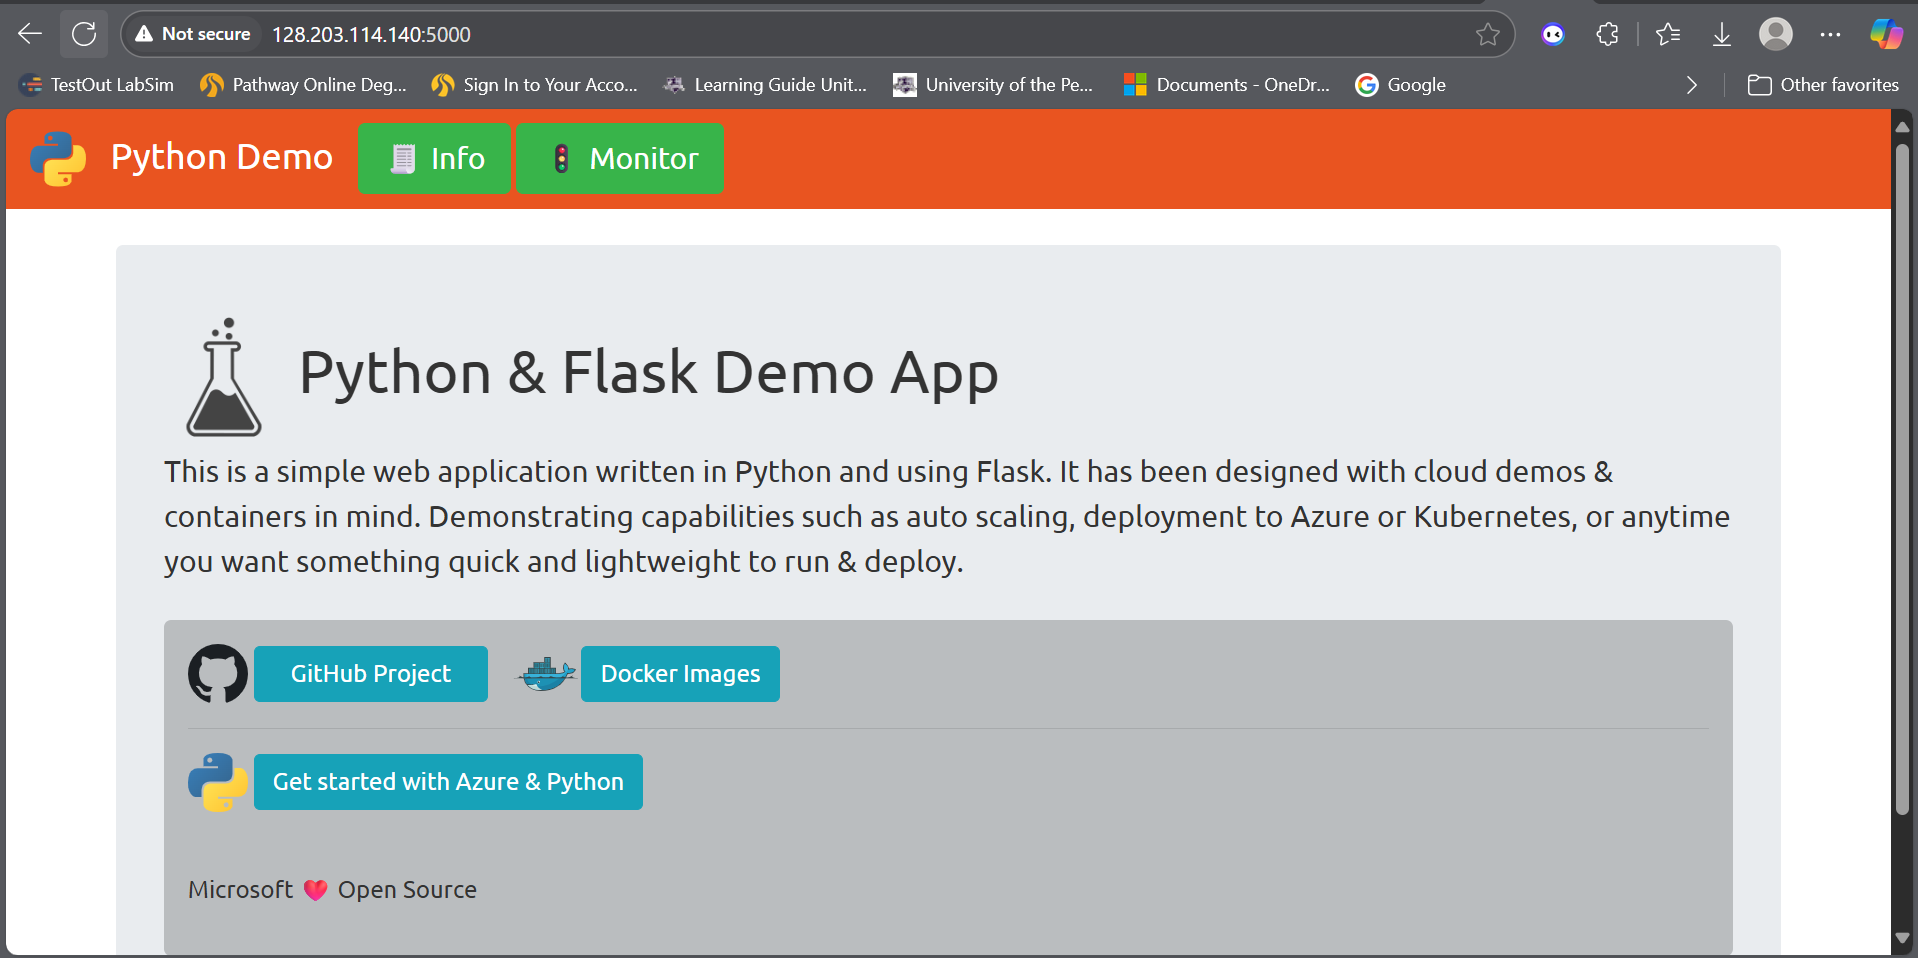 Not secure 128.203.114.140:5000
TestOut LabSim Pathway Online Deg... Sign In to Your Acco... Learning Guide Unit... University of the Pe... Documents - OneDr... Google Other favorites
Python Demo Info Monitor
Python & Flask Demo App
This is a simple web application written in Python and using Flask. It has been designed with cloud demos &
containers in mind. Demonstrating capabilities such as auto scaling, deployment to Azure or Kubernetes, or anytime
you want something quick and lightweight to run & deploy.
GitHub Project Docker Images
Get started with Azure & Python
Microsoft ❤️ Open Source